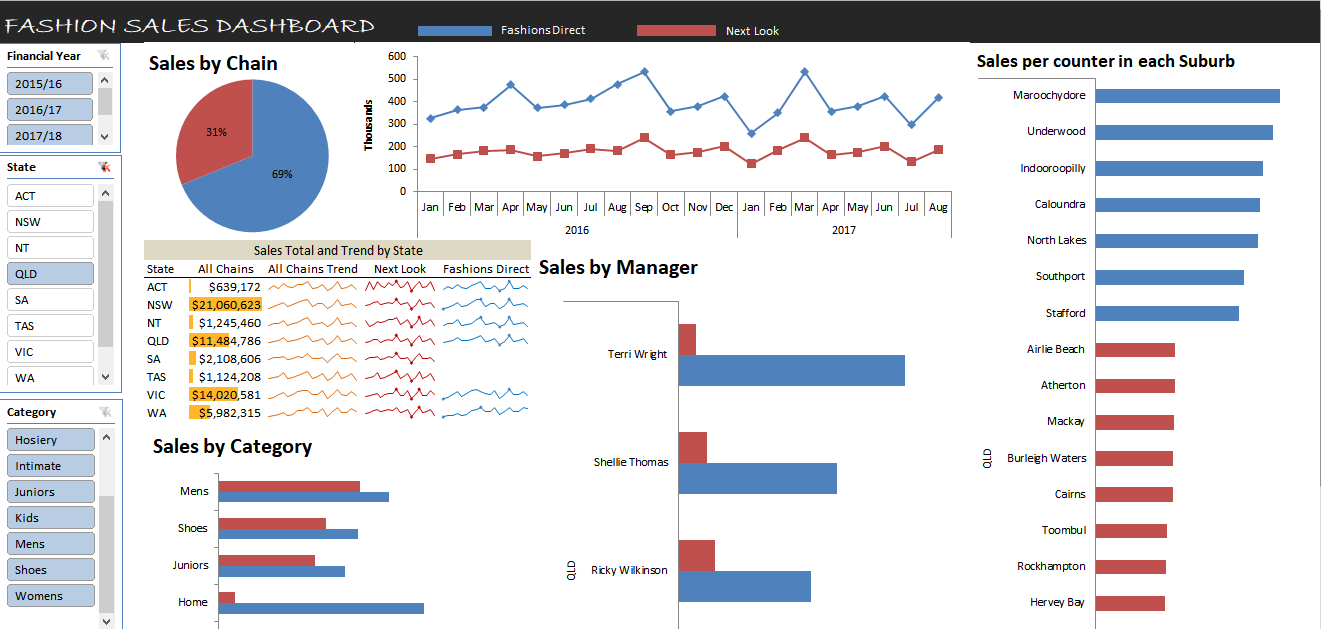 FASHION SALES DASHBOARD
Fashions Direct
Next Look
Financial Year
2015/16
2016/17
2017/18
State
ACT
NSW
NT
QLD
SA
TAS
VIC
WA
Category
Hosiery
Intimate
Juniors
Kids
Mens
Shoes
Womens
Sales by Chain
31%
69%
Thousands
600
500
400
300
200
100
0
Jan Feb Mar Apr May Jun Jul Aug Sep Oct Nov Dec Jan Feb Mar Apr May Jun Jul Aug
2016 2017
Sales Total and Trend by State
State All Chains All Chains Trend Next Look Fashions Direct
ACT $639,172
NSW $21,060,623
NT $1,245,460
QLD $11,484,786
SA $2,108,606
TAS $1,124,208
VIC $14,020,581
WA $5,982,315
Sales by Category
Mens
Shoes
Juniors
Home
Sales by Manager
Terri Wright
Shellie Thomas
Ricky Wilkinson
QLD
Sales per counter in each Suburb
Maroochydore
Underwood
Indooroopilly
Caloundra
North Lakes
Southport
Stafford
Airlie Beach
Atherton
Mackay
Burleigh Waters
Cairns
Toombul
Rockhampton
Hervey Bay
QLD